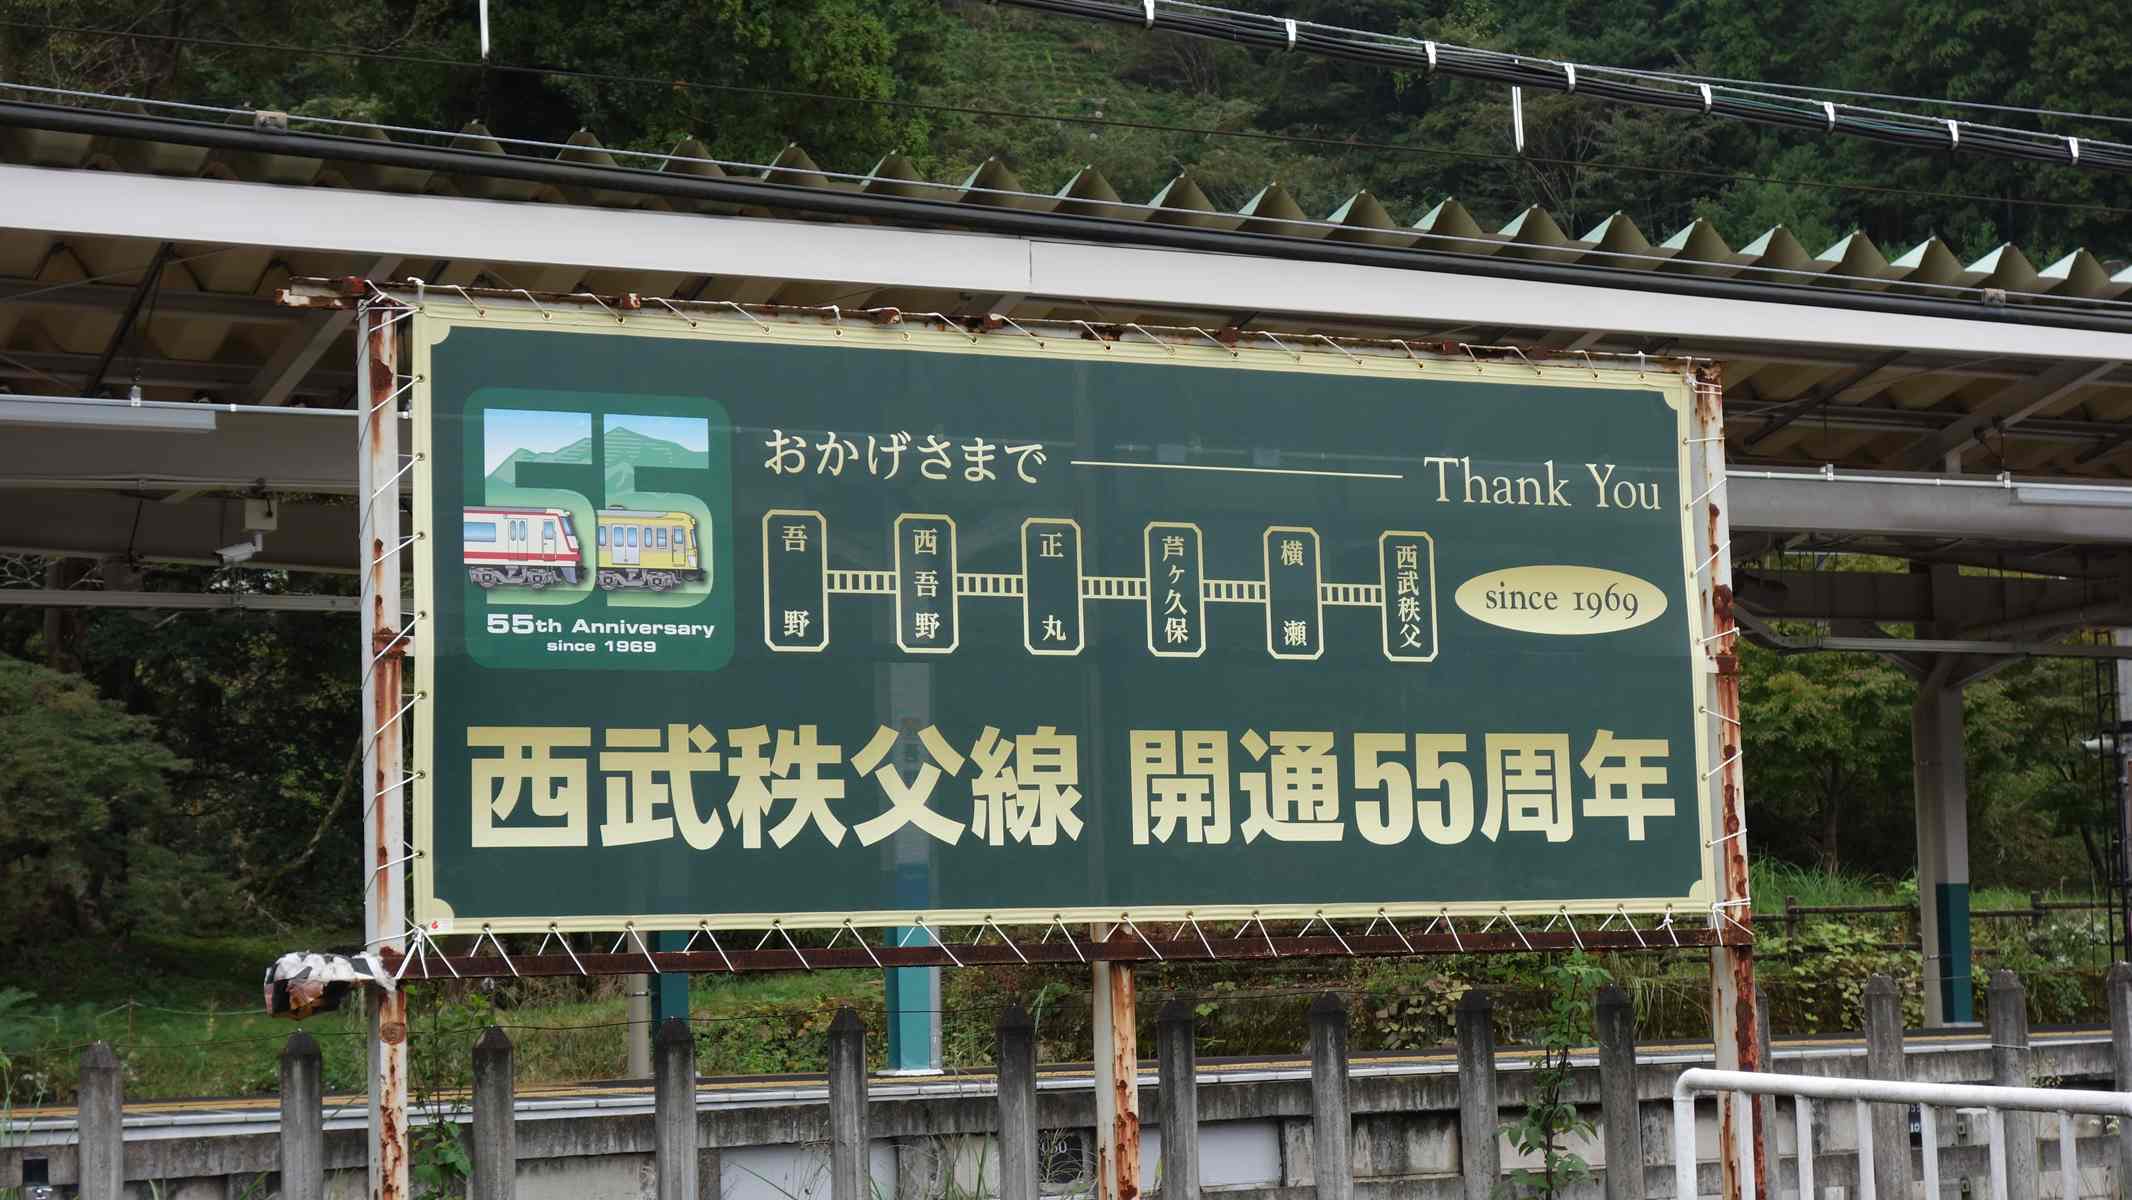 55
55th Anniversary
since 1969
おかげさまで
Thank You
吾野
西吾野
正丸
芦ヶ久保
横瀬
西武秩父
since 1969
西武秩父線 開通55周年